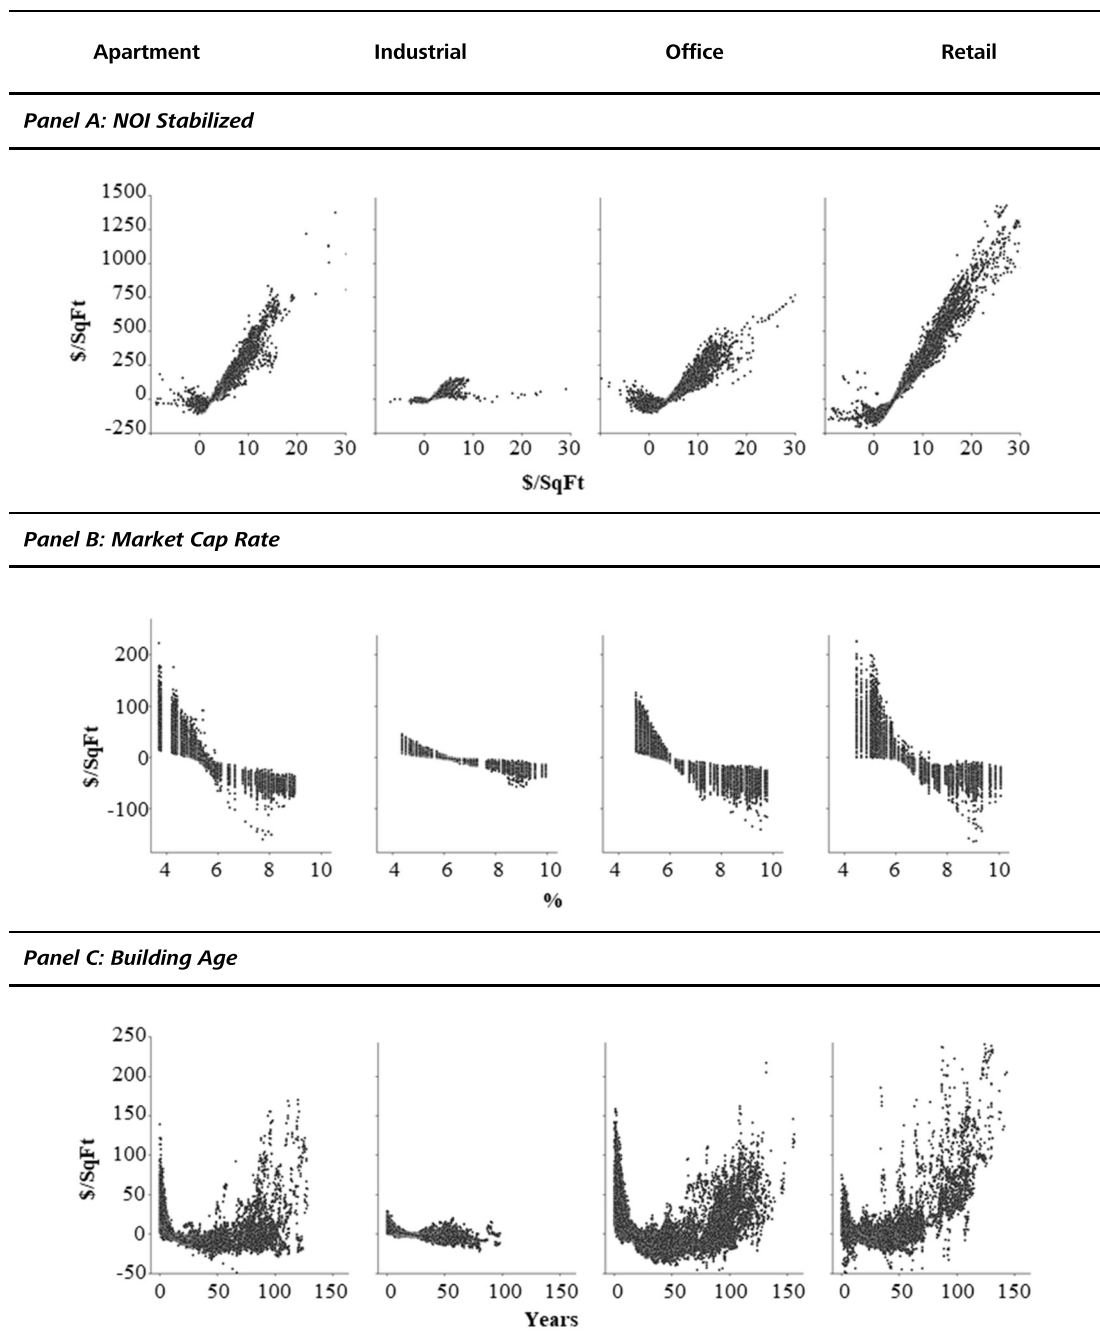 Apartment Industrial Office Retail
Panel A: NOI Stabilized
1500
1250
1000
750
500
250
0
-250
$/SqFt
0 10 20 30 0 10 20 30 0 10 20 30 0 10 20 30
$/SqFt
Panel B: Market Cap Rate
200
100
0
-100
$/SqFt
4 6 8 10 4 6 8 10 4 6 8 10 4 6 8 10
%
Panel C: Building Age
250
200
150
100
50
0
-50
$/SqFt
0 50 100 150 0 50 100 150 0 50 100 150 0 50 100 150
Years